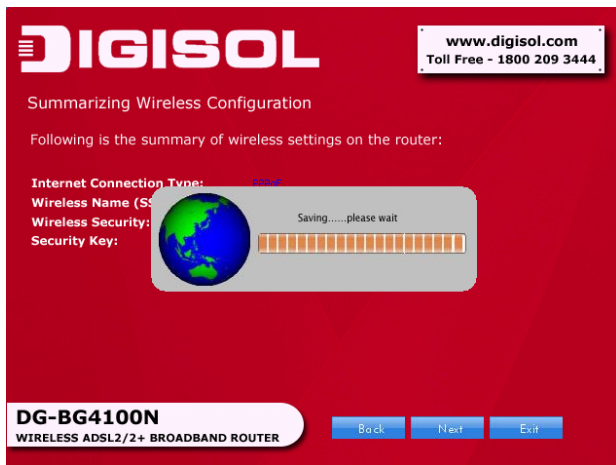 DIGISOL
www.digisol.com
Toll Free - 1800 209 3444
Summarizing Wireless Configuration
Following is the summary of wireless settings on the router:
Internet Connection Type: PPPoE
Wireless Name (SS
Wireless Security:
Security Key:
Saving......please wait
DG-BG4100N
WIRELESS ADSL2/2+ BROADBAND ROUTER
Back Next Exit